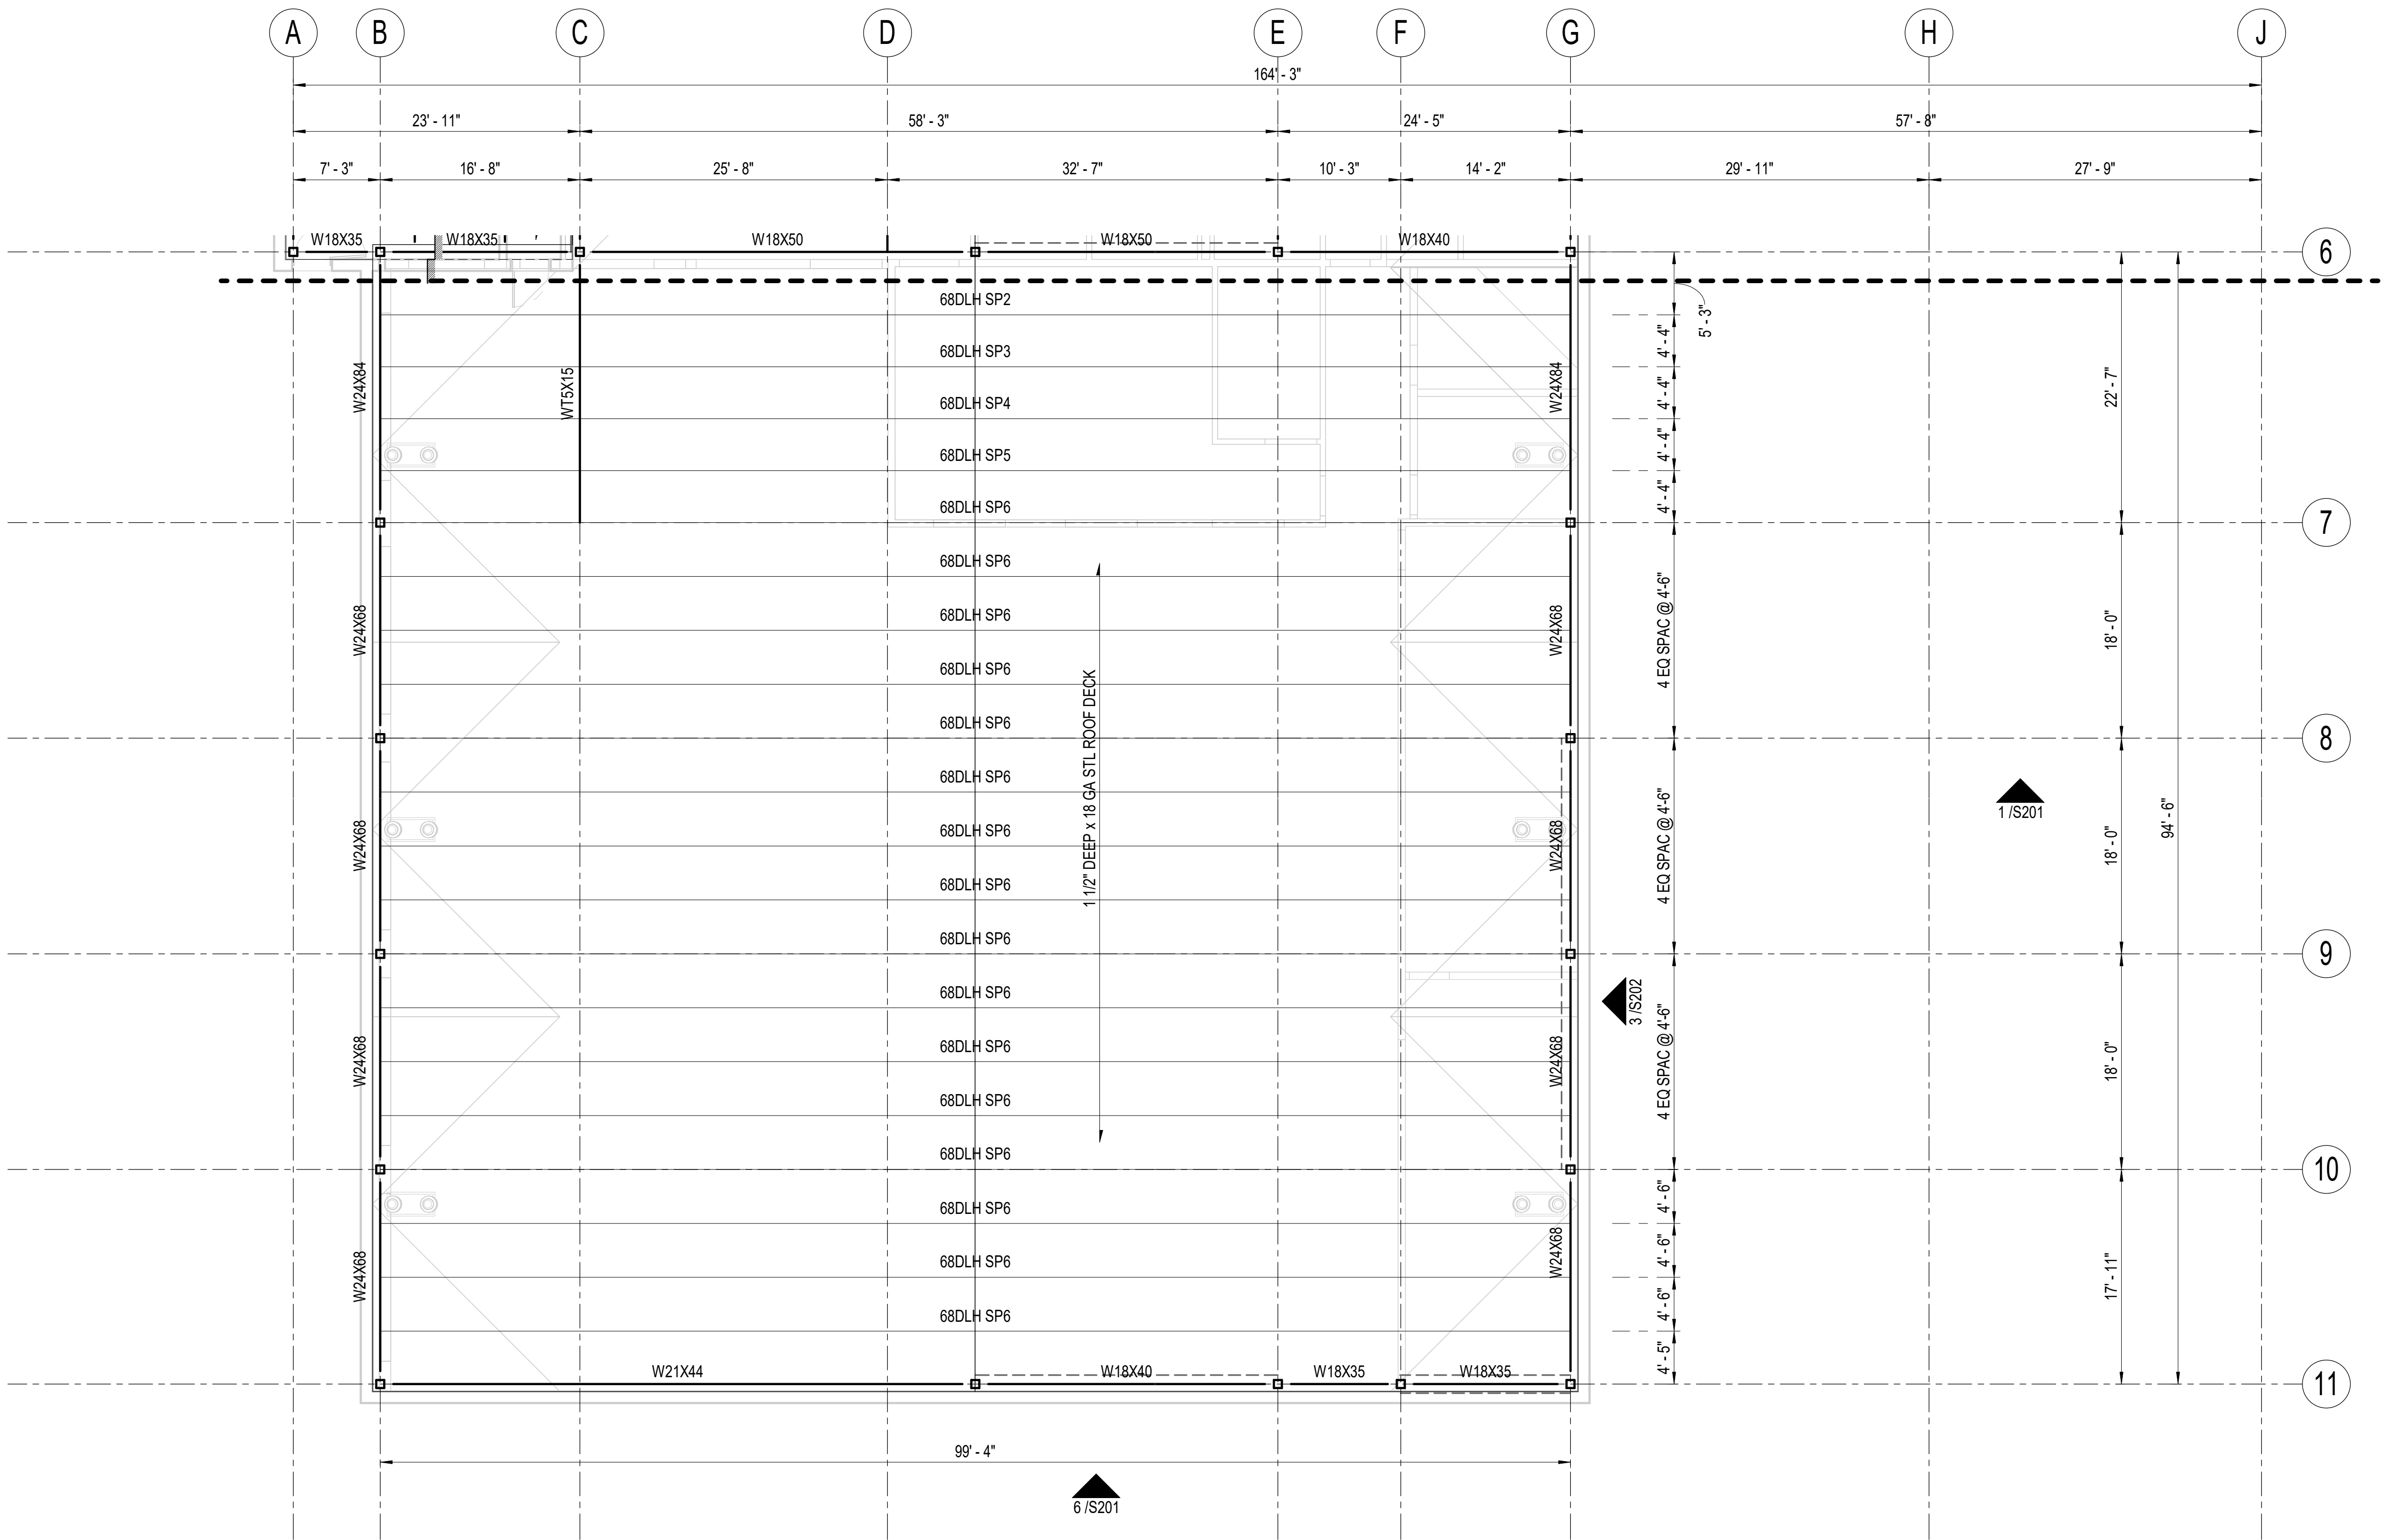 A B C D E F G H J
164' - 3"
23' - 11" 58' - 3" 24' - 5" 57' - 8"
7' - 3" 16' - 8" 25' - 8" 32' - 7" 10' - 3" 14' - 2" 29' - 11" 27' - 9"
W18X35 W18X35 W18X50 W18X50 W18X40
6
68DLH SP2
5' - 3"
4' - 4"
68DLH SP3
W24X84 WT5X15 W24X84
4' - 4"
22' - 7"
68DLH SP4
4' - 4"
68DLH SP5
4' - 4"
68DLH SP6
7
68DLH SP6
68DLH SP6
W24X68 W24X68
4 EQ SPAC @ 4'-6"
18' - 0"
68DLH SP6
68DLH SP6
8
1 1/2" DEEP x 18 GA STL ROOF DECK
68DLH SP6
1 /S201
94' - 6"
68DLH SP6
W24X68 W24X68
4 EQ SPAC @ 4'-6"
18' - 0"
68DLH SP6
68DLH SP6
9
68DLH SP6
3 /S202
68DLH SP6
W24X68 W24X68
4 EQ SPAC @ 4'-6"
18' - 0"
68DLH SP6
68DLH SP6
10
4' - 6"
68DLH SP6
4' - 6"
68DLH SP6
W24X68 W24X68
17' - 11"
4' - 6"
68DLH SP6
4' - 5"
W21X44 W18X40 W18X35 W18X35
11
99' - 4"
6 /S201